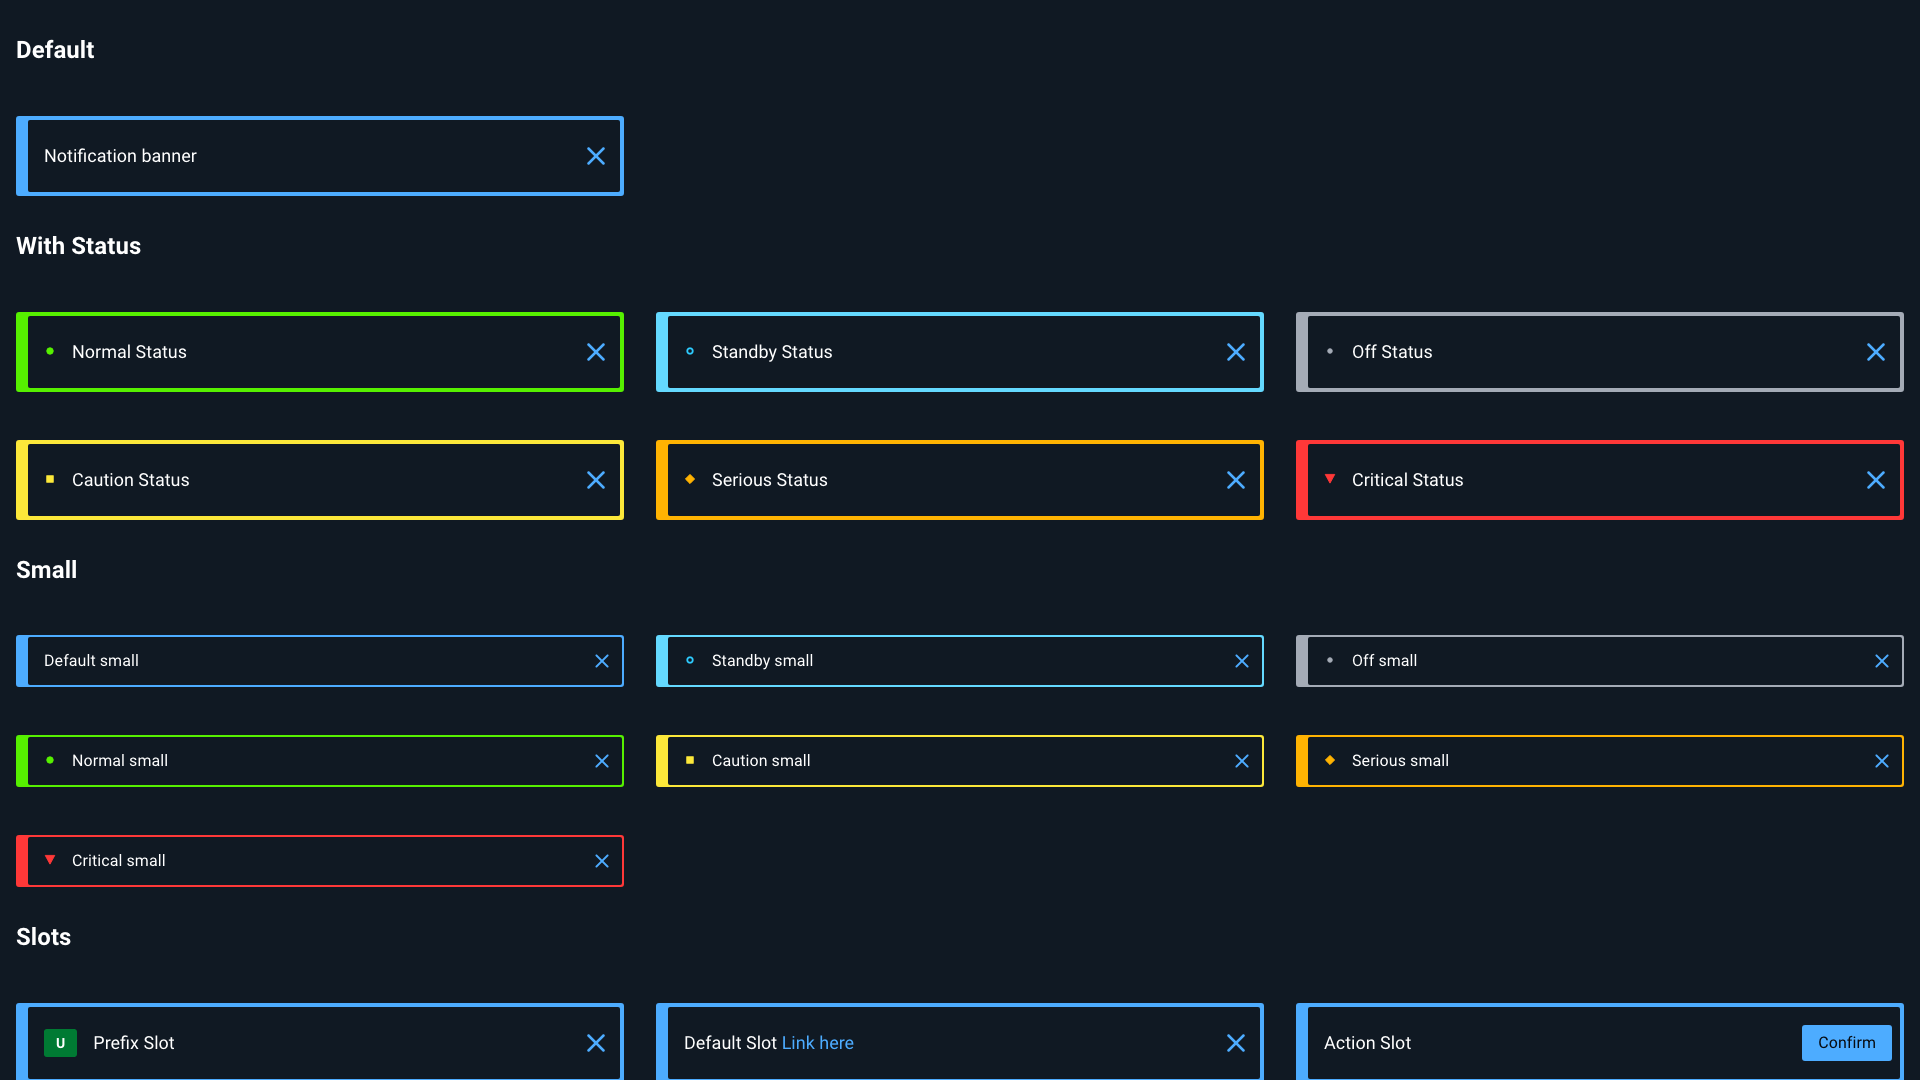 Default
Notification banner
With Status
Normal Status
Standby Status
Off Status
Caution Status
Serious Status
Critical Status
Small
Default small
Standby small
Off small
Normal small
Caution small
Serious small
Critical small
Slots
U Prefix Slot
Default Slot Link here
Action Slot Confirm